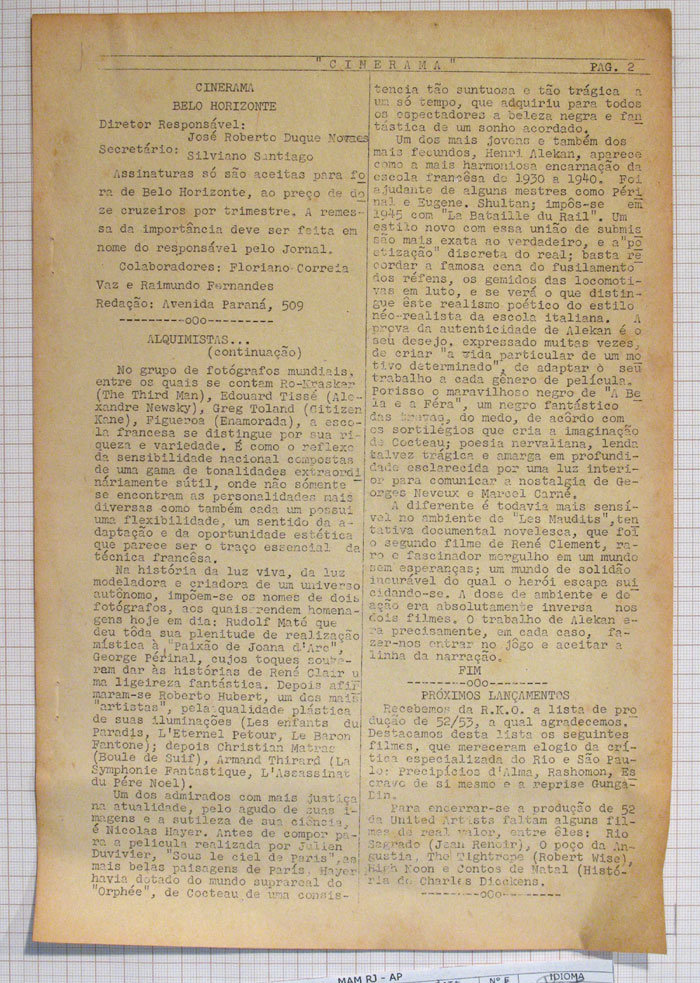 "CINERAMA"
PAG. 2
CINERAMA
BELO HORIZONTE
Diretor Responsável:
José Roberto Duque Novaes
Secretário:
Silviano Santiago
Assinaturas só são aceitas para fo
ra de Belo Horizonte, ao preço de do
ze cruzeiros por trimestre. A remes-
sa da importância deve ser feita em
nome do responsável pelo Jornal.
Colaboradores: Floriano Correia
Vaz e Raimundo Fernandes
Redação: Avenida Paraná, 509
---------oOo----------
ALQUIMISTAS...
(continuação)
No grupo de fotógrafos mundiais,
entre os quais se contam Ro-Krasker
(The Third Man), Edouard Tissé (Ale-
xandre Newsky), Greg Toland (Citizen
Kane), Figueroa (Enamorada), a esco-
la francesa se distingue por sua ri-
queza e variedade. É como o reflexo
da sensibilidade nacional compostas
de uma gama de tonalidades extraordi
náriamente sútil, onde não sómente
se encontram as personalidades mais
diversas como também cada um possui
uma flexibilidade, um sentido da a-
daptação e da oportunidade estética
que parece ser o traço essencial da
técnica francêsa.
Na história da luz viva, da luz
modeladora e criadora de um universo
autônomo, impõem-se os nomes de dois
fotógrafos, aos quais rendem homena-
gens hoje em dia: Rudolf Maté que
deu tôda sua plenitude de realização
mística à "Paixão de Joana d'Arc",
George Périnal, cujos toques soube-
ram dar às histórias de René Clair u
ma ligeireza fantástica. Depois afir
maram-se Roberto Hubert, um dos mais
"artistas", pela qualidade plástica
de suas iluminações (Les enfants du
Paradis, L'Eternel Petour, Le Baron
Fantone); depois Christian Matras
(Boule de Suif), Armand Thirard (La
Symphonie Fantastique, L'Ascassinat
du Pére Noel).
Um dos admirados com mais justiça
na atualidade, pelo agudo de suas i-
magens e a sutileza de sua ciência,
é Nicolas Hayer. Antes de compor pa-
ra a película realizada por Julien
Duvivier, "Sous le ciel de Paris", as
mais belas paisagens de París, Hayer
havia dotado do mundo suprareal do
"Orphée", de Cocteau de uma consis-
tencia tão suntuosa e tão trágica a
um só tempo, que adquiriu para todos
os espectadores a beleza negra e fan
tástica de um sonho acordado.
Um dos mais jovens e também dos
mais fecundos, Henri Alekan, aparece
como a mais harmoniosa encarnação da
escola francêsa de 1930 a 1940. Foi
ajudante de alguns mestres como Péri
nal e Eugene. Shultan; impôs-se em
1945 com "La Bataille du Rail". Um
estilo novo com essa união de submis
são mais exata ao verdadeiro, e a "po
etização" discreta do real; basta re
cordar a famosa cena do fusilamento
dos réfens, os gemidos das locomoti-
vas em luto, e se verá o que distin-
gue êste realismo poético do estilo
néo-realista da escola italiana. A
prova da autenticidade de Alekan é o
seu desejo, expressado muitas vezes,
de criar "a vida particular de um mo
tivo determinado", de adaptar o seu
trabalho a cada gênero de película.
Porisso o maravilhoso negro de "A Be
la e a Féra", um negro fantástico
das trevas, do medo, de acôrdo com
os sortilégios que cria a imaginação
de Cocteau; poesia nervaliana, lenda
talvez trágica e amarga em profundi-
dade esclarecida por uma luz interi-
or para comunicar a nostalgia de Ge-
orges Neveux e Marcel Carné.
A diferente é todavia mais sensí-
vel no ambiente de "Les Maudits", ten
tativa documental novelesca, que foi
o segundo filme de René Clement, ra-
ro e fascinador mergulho em um mundo
sem esperanças; um mundo de solidão
incurável do qual o herói escapa sui
cidando-se. A dose de ambiente e de
ação era absolutamente inversa nos
dois filmes. O trabalho de Alekan e-
ra precisamente, em cada caso, fa-
zer-nos entrar no jôgo e aceitar a
linha da narração.
FIM
--------oOo-------
PRÓXIMOS LANÇAMENTOS
Recebemos da R.K.O. a lista de pro
dução de 52/53, a qual agradecemos.
Destacamos desta lista os seguintes
filmes, que mereceram elogio da crí-
tica especializada do Rio e São Pau-
lo: Precipícios d'Alma, Rashomon, Es
cravo de si mesmo e a reprise Gunga-
Din.
Para encerrar-se a produção de 52
da United Artists faltam alguns fil-
mes de real valor, entre êles: Rio
Sagrado (Jean Renoir), O poço da An-
gustia, The Tightrope (Robert Wise),
High Noon e Contos de Natal (Histó-
ria de Charles Dicckens.
--------oOo--------
MAM RJ - AP
Nº E
IDIOMA